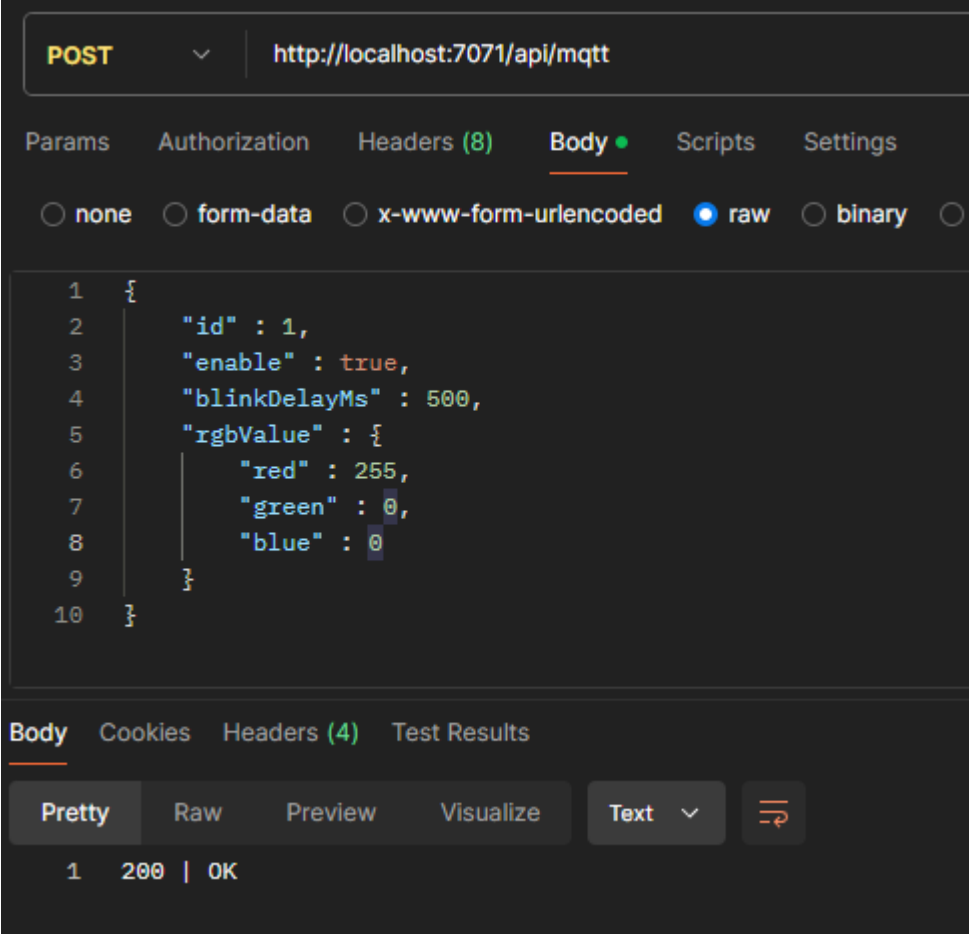 POST http://localhost:7071/api/mqtt
Params Authorization Headers (8) Body Scripts Settings
none form-data x-www-form-urlencoded raw binary
1 {
2 "id" : 1,
3 "enable" : true,
4 "blinkDelayMs" : 500,
5 "rgbValue" : {
6 "red" : 255,
7 "green" : 0,
8 "blue" : 0
9 }
10 }
Body Cookies Headers (4) Test Results
Pretty Raw Preview Visualize Text
1 200 | OK